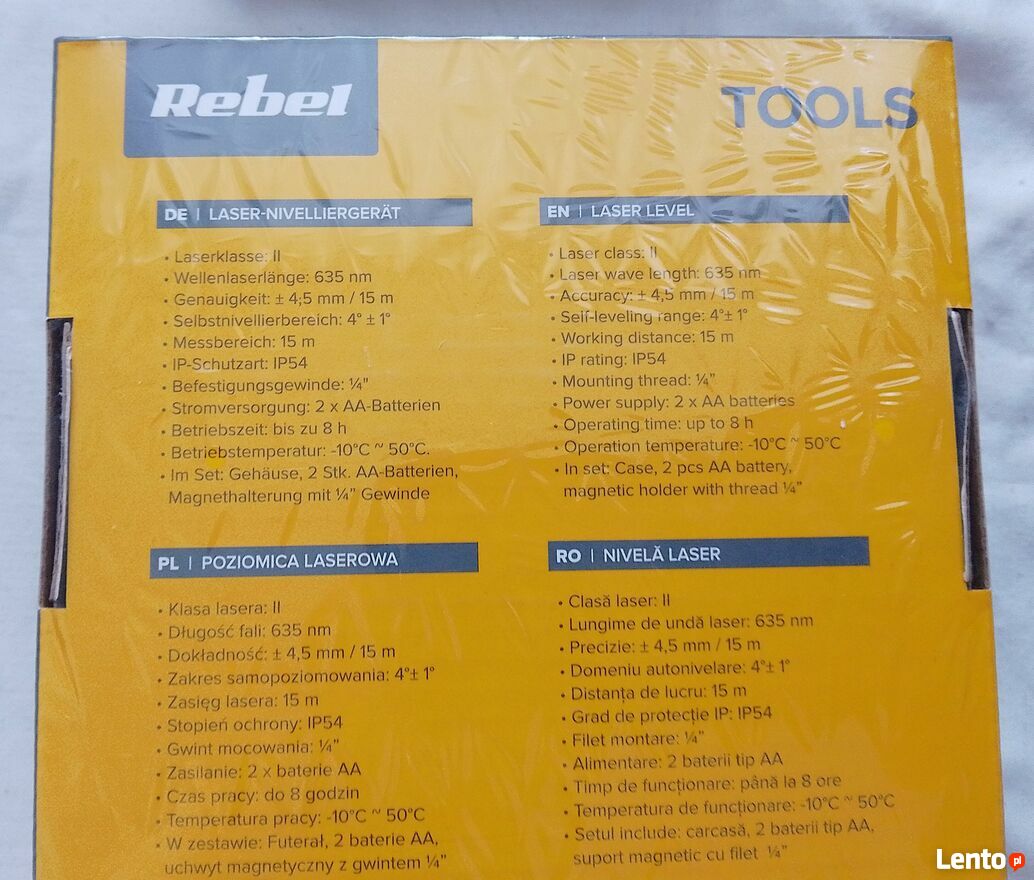 Rebel
TOOLS
DE | LASER-NIVELLIERGERÄT
• Laserklasse: II
• Wellenlaserlänge: 635 nm
• Genauigkeit: ± 4,5 mm / 15 m
• Selbstnivellierbereich: 4° ± 1°
• Messbereich: 15 m
• IP-Schutzart: IP54
• Befestigungsgewinde: ¼"
• Stromversorgung: 2 x AA-Batterien
• Betriebszeit: bis zu 8 h
• Betriebstemperatur: -10°C ~ 50°C.
• Im Set: Gehäuse, 2 Stk. AA-Batterien,
Magnethalterung mit ¼” Gewinde
EN | LASER LEVEL
• Laser class: II
• Laser wave length: 635 nm
• Accuracy: ± 4,5 mm / 15 m
• Self-leveling range: 4°± 1°
• Working distance: 15 m
• IP rating: IP54
• Mounting thread: ¼”
• Power supply: 2 x AA batteries
• Operating time: up to 8 h
• Operation temperature: -10°C ~ 50°C
• In set: Case, 2 pcs AA battery,
magnetic holder with thread ¼”
PL | POZIOMICA LASEROWA
• Klasa lasera: II
• Długość fali: 635 nm
• Dokładność: ± 4,5 mm / 15 m
• Zakres samopoziomowania: 4°± 1°
• Zasięg lasera: 15 m
• Stopień ochrony: IP54
• Gwint mocowania: ¼”
• Zasilanie: 2 x baterie AA
• Czas pracy: do 8 godzin
• Temperatura pracy: -10°C ~ 50°C
• W zestawie: Futerał, 2 baterie AA,
uchwyt magnetyczny z gwintem ¼”
RO | NIVELĂ LASER
• Clasă laser: II
• Lungime de undă laser: 635 nm
• Precizie: ± 4,5 mm / 15 m
• Domeniu autonivelare: 4°± 1°
• Distanța de lucru: 15 m
• Grad de protecție IP: IP54
• Filet montare: ¼”
• Alimentare: 2 baterii tip AA
• Timp de funcționare: până la 8 ore
• Temperatura de funcționare: -10°C ~ 50°C
• Setul include: carcasă, 2 baterii tip AA,
suport magnetic cu filet ¼”
Lento pl